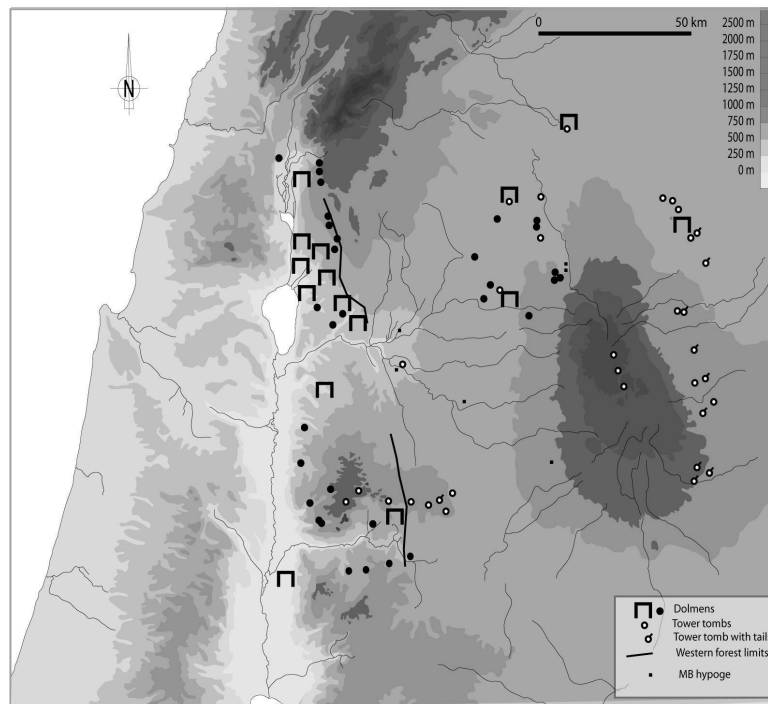 0 50 km
2500 m
2000 m
1750 m
1500 m
1250 m
1000 m
750 m
500 m
250 m
0 m
N
Dolmens
Tower tombs
Tower tomb with tails
Western forest limits
MB hypoge